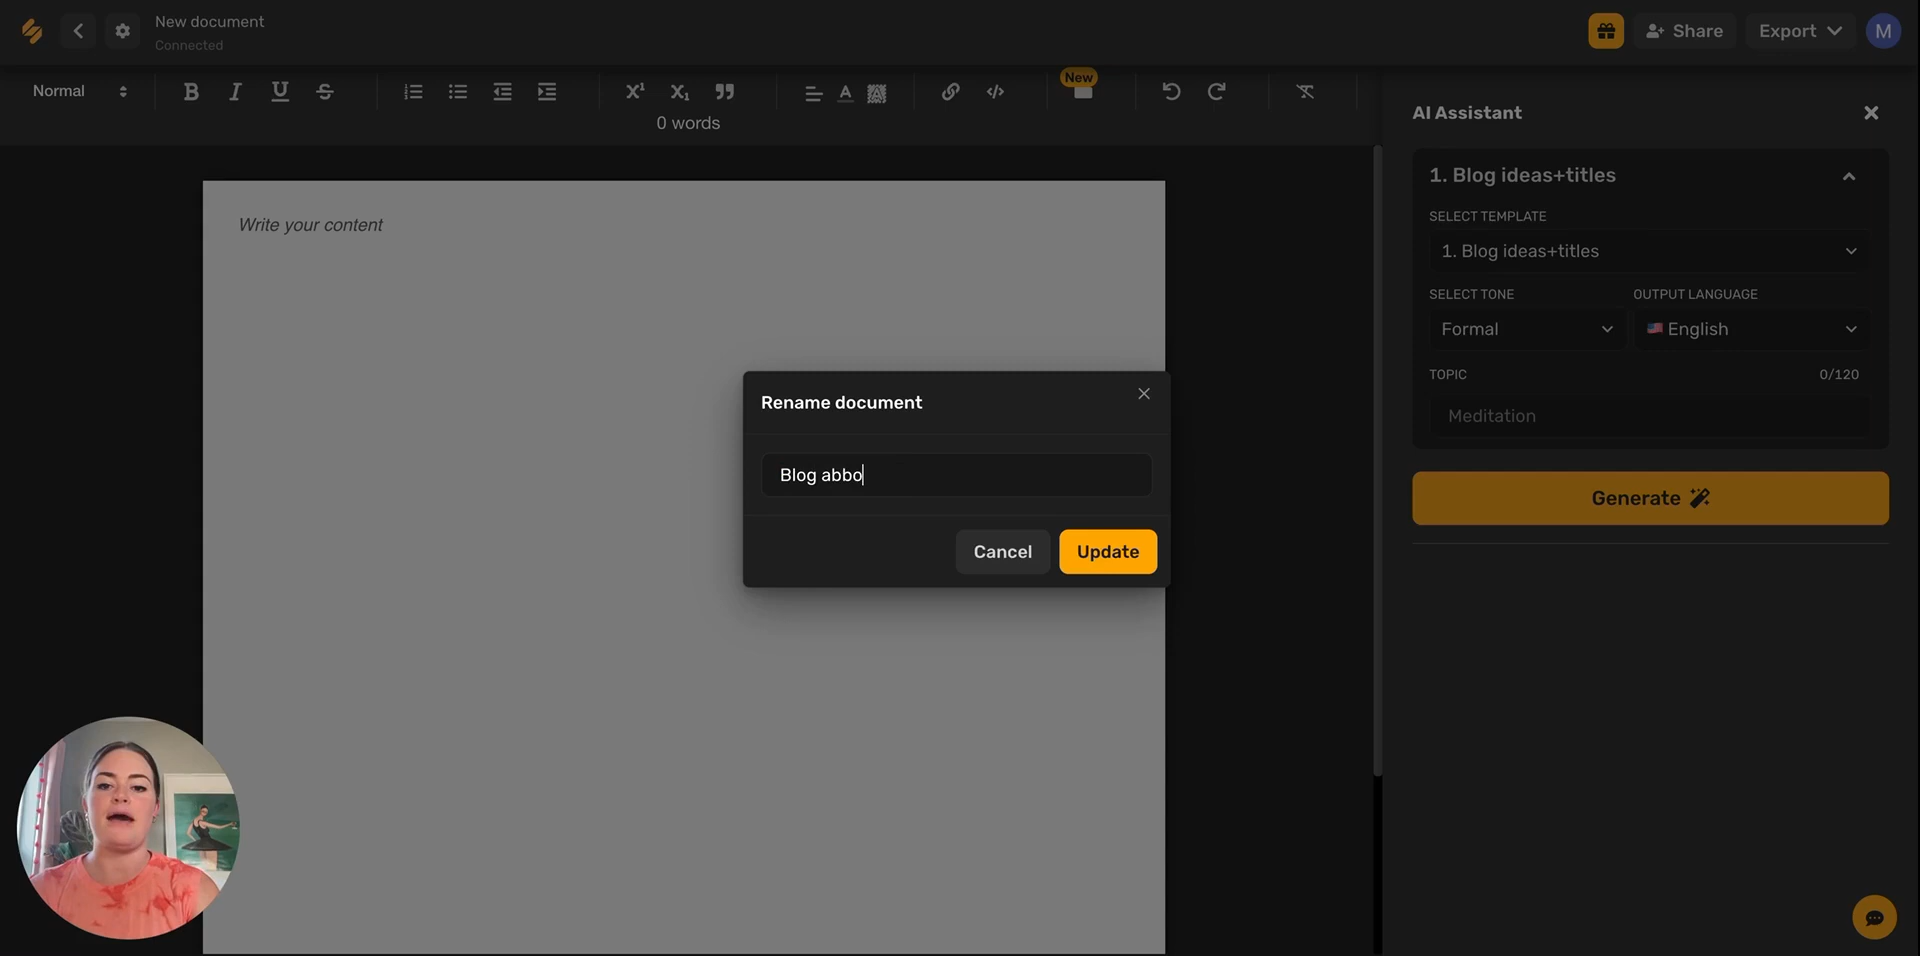 New document
Connected
Share
Export
M
Normal
B I U S
X¹ X₁
A
New
0 words
AI Assistant
Write your content
1. Blog ideas+titles
SELECT TEMPLATE
1. Blog ideas+titles
SELECT TONE
OUTPUT LANGUAGE
Formal
English
TOPIC
0/120
Meditation
Generate
Rename document
Blog abbo
Cancel
Update